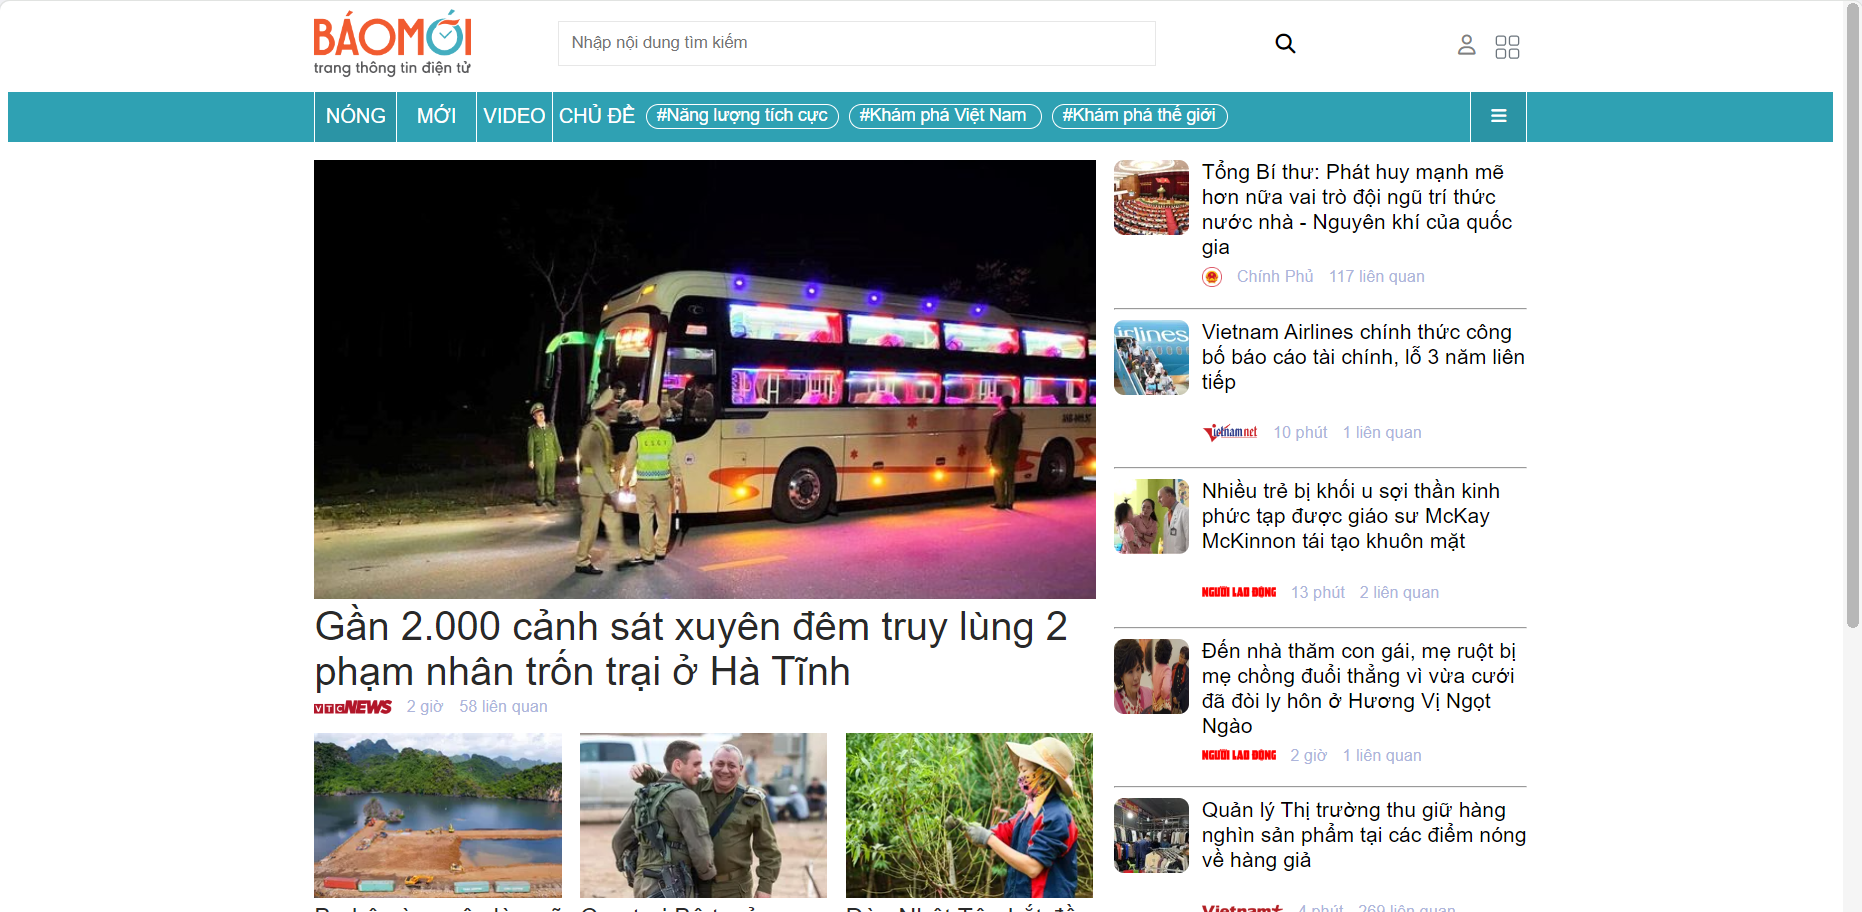 BÁOMỚI
trang thông tin điện tử
Nhập nội dung tìm kiếm
NÓNG
MỚI
VIDEO
CHỦ ĐỀ
#Năng lượng tích cực
#Khám phá Việt Nam
#Khám phá thế giới
Gần 2.000 cảnh sát xuyên đêm truy lùng 2
phạm nhân trốn trại ở Hà Tĩnh
VTC NEWS 2 giờ 58 liên quan
Tổng Bí thư: Phát huy mạnh mẽ
hơn nữa vai trò đội ngũ trí thức
nước nhà - Nguyên khí của quốc
gia
Chính Phủ 117 liên quan
irlines
Vietnam Airlines chính thức công
bố báo cáo tài chính, lỗ 3 năm liên
tiếp
Vietnamnet 10 phút 1 liên quan
Nhiều trẻ bị khối u sợi thần kinh
phức tạp được giáo sư McKay
McKinnon tái tạo khuôn mặt
NGƯỜI LAO ĐỘNG 13 phút 2 liên quan
Đến nhà thăm con gái, mẹ ruột bị
mẹ chồng đuổi thẳng vì vừa cưới
đã đòi ly hôn ở Hương Vị Ngọt
Ngào
NGƯỜI LAO ĐỘNG 2 giờ 1 liên quan
Quản lý Thị trường thu giữ hàng
nghìn sản phẩm tại các điểm nóng
về hàng giả
Vietnam+ 4 phút 269 liên quan